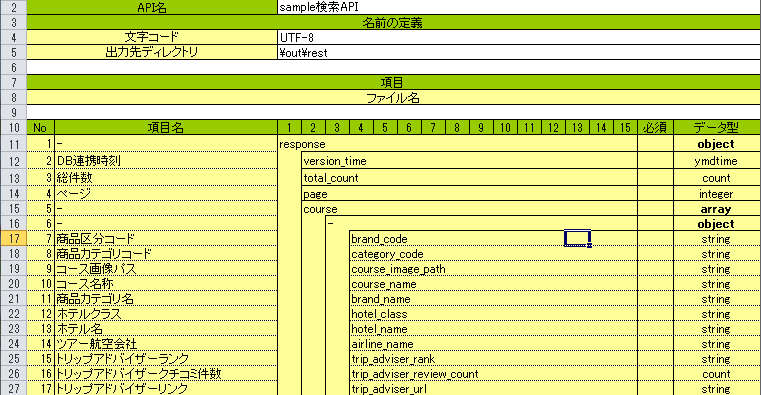 2 API名 sample検索API
3 名前の定義
4 文字コード UTF-8
5 出力先ディレクトリ ¥out¥rest
6
7 項目
8 ファイル名
9
10 No 項目名 1 2 3 4 5 6 7 8 9 10 11 12 13 14 15 必須 データ型
11 1 - response object
12 2 DB連携時刻 version_time ymdtime
13 3 総件数 total_count count
14 4 ページ page integer
15 5 - course array
16 6 - - object
17 7 商品区分コード brand_code string
18 8 商品カテゴリコード category_code string
19 9 コース画像パス course_image_path string
20 10 コース名称 course_name string
21 11 商品カテゴリ名 brand_name string
22 12 ホテルクラス hotel_class string
23 13 ホテル名 hotel_name string
24 14 ツアー航空会社 airline_name string
25 15 トリップアドバイザーランク trip_adviser_rank string
26 16 トリップアドバイザークチコミ件数 trip_adviser_review_count count
27 17 トリップアドバイザーリンク trip_adviser_url string